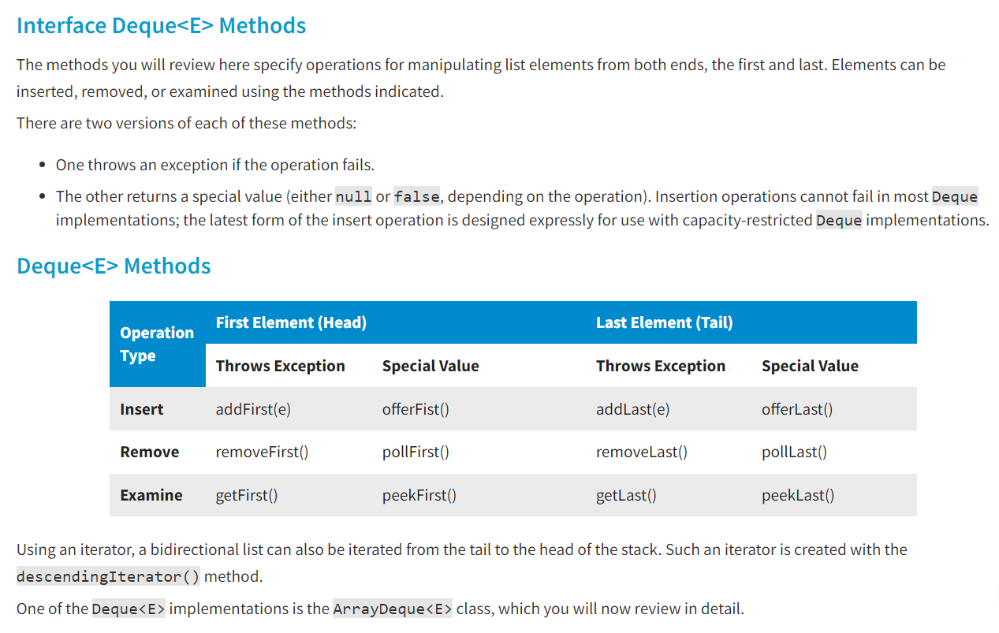 Interface Deque<E> Methods
The methods you will review here specify operations for manipulating list elements from both ends, the first and last. Elements can be
inserted, removed, or examined using the methods indicated.
There are two versions of each of these methods:
• One throws an exception if the operation fails.
• The other returns a special value (either null or false, depending on the operation). Insertion operations cannot fail in most Deque
implementations; the latest form of the insert operation is designed expressly for use with capacity-restricted Deque implementations.
Deque<E> Methods
Operation Type First Element (Head) Last Element (Tail)
Throws Exception Special Value Throws Exception Special Value
Insert addFirst(e) offerFist() addLast(e) offerLast()
Remove removeFirst() pollFirst() removeLast() pollLast()
Examine getFirst() peekFirst() getLast() peekLast()
Using an iterator, a bidirectional list can also be iterated from the tail to the head of the stack. Such an iterator is created with the
descendingIterator() method.
One of the Deque<E> implementations is the ArrayDeque<E> class, which you will now review in detail.